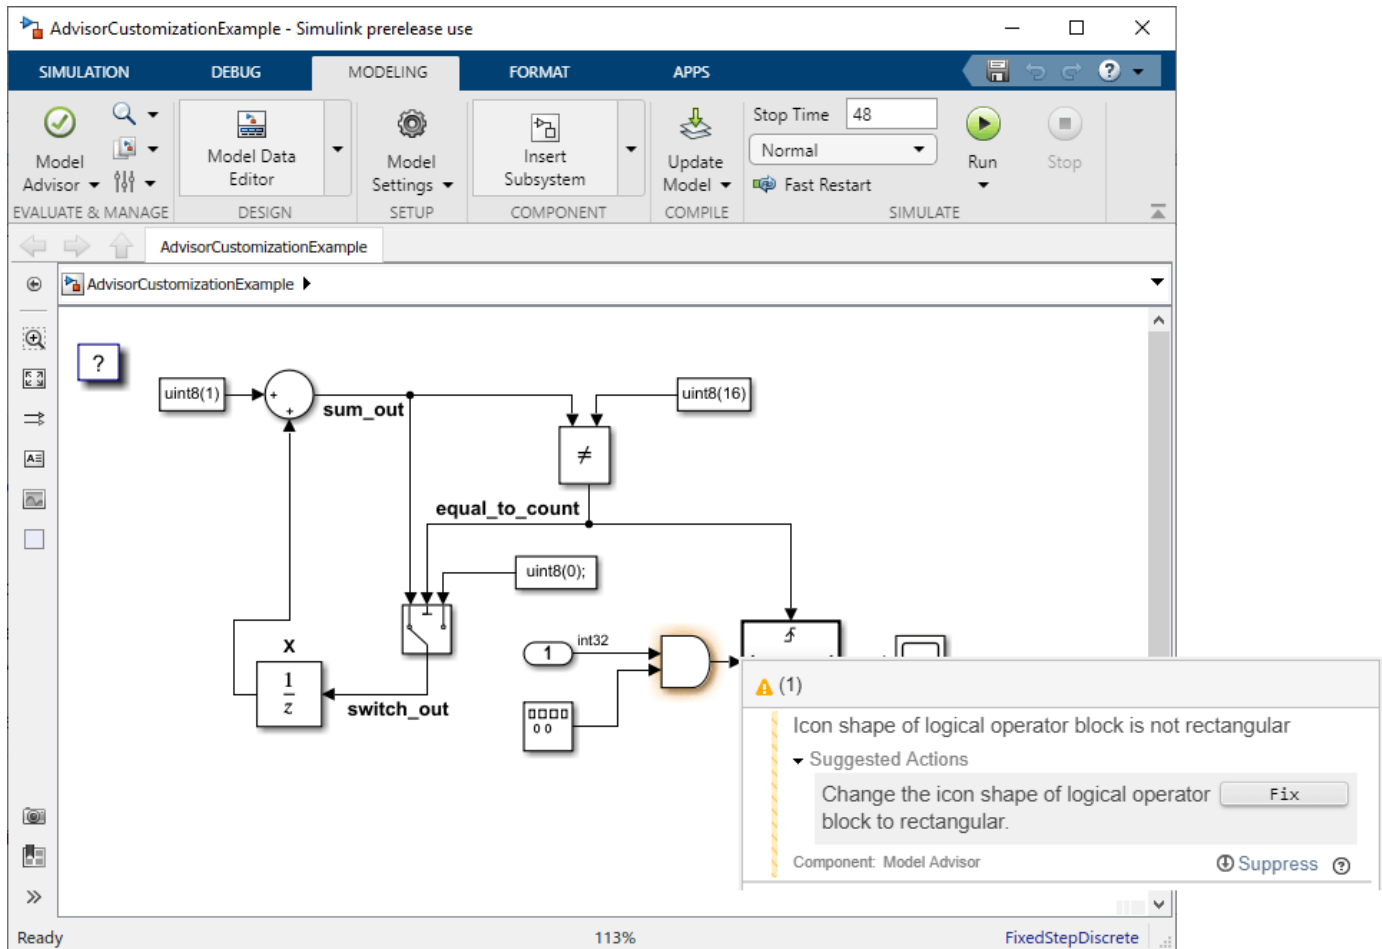 AdvisorCustomizationExample - Simulink prerelease use
SIMULATION DEBUG MODELING FORMAT APPS
Model Advisor
Model Data Editor
Model Settings
Insert Subsystem
Update Model
Stop Time 48
Normal
Fast Restart
Run
Stop
EVALUATE & MANAGE DESIGN SETUP COMPONENT COMPILE SIMULATE
AdvisorCustomizationExample
AdvisorCustomizationExample
?
uint8(1)
+
+
sum_out
uint8(16)
≠
equal_to_count
uint8(0);
1
int32
X
1
z
switch_out
0 0
(1)
Icon shape of logical operator block is not rectangular
Suggested Actions
Change the icon shape of logical operator
block to rectangular.
Fix
Component: Model Advisor
Suppress
Ready
113%
FixedStepDiscrete